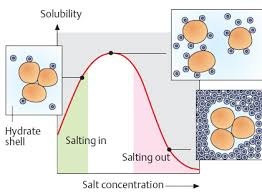 Solubility
Hydrate
shell
Salting in
Salting out
Salt concentration